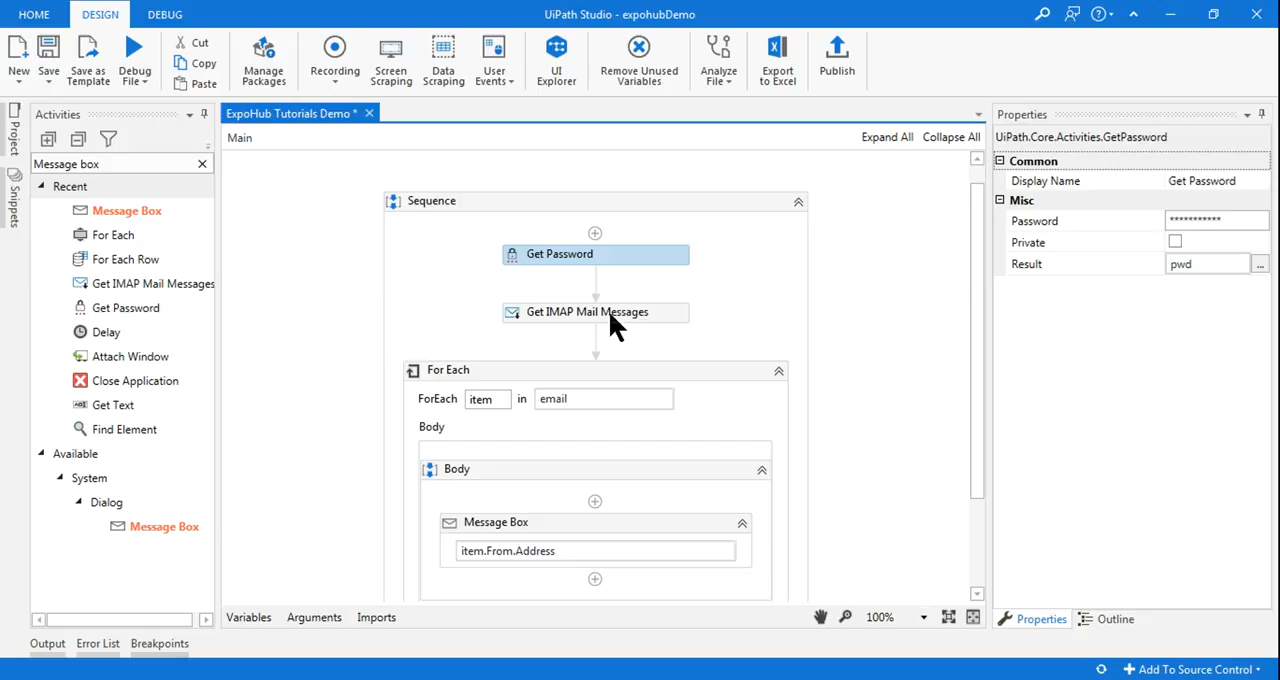 HOME DESIGN DEBUG UiPath Studio - expohubDemo
New Save Save as Template Debug File Cut Copy Paste Manage Packages Recording Screen Scraping Data Scraping User Events UI Explorer Remove Unused Variables Analyze File Export to Excel Publish
Project
Snippets
Activities
Message box
Recent
Message Box
For Each
For Each Row
Get IMAP Mail Messages
Get Password
Delay
Attach Window
Close Application
Get Text
Find Element
Available
System
Dialog
Message Box
ExpoHub Tutorials Demo *
Main Expand All Collapse All
Sequence
Get Password
Get IMAP Mail Messages
For Each
ForEach item in email
Body
Body
Message Box
item.From.Address
Variables Arguments Imports 100%
Properties
UiPath.Core.Activities.GetPassword
Common
Display Name Get Password
Misc
Password ***********
Private
Result pwd ...
Properties Outline
Output Error List Breakpoints
Add To Source Control